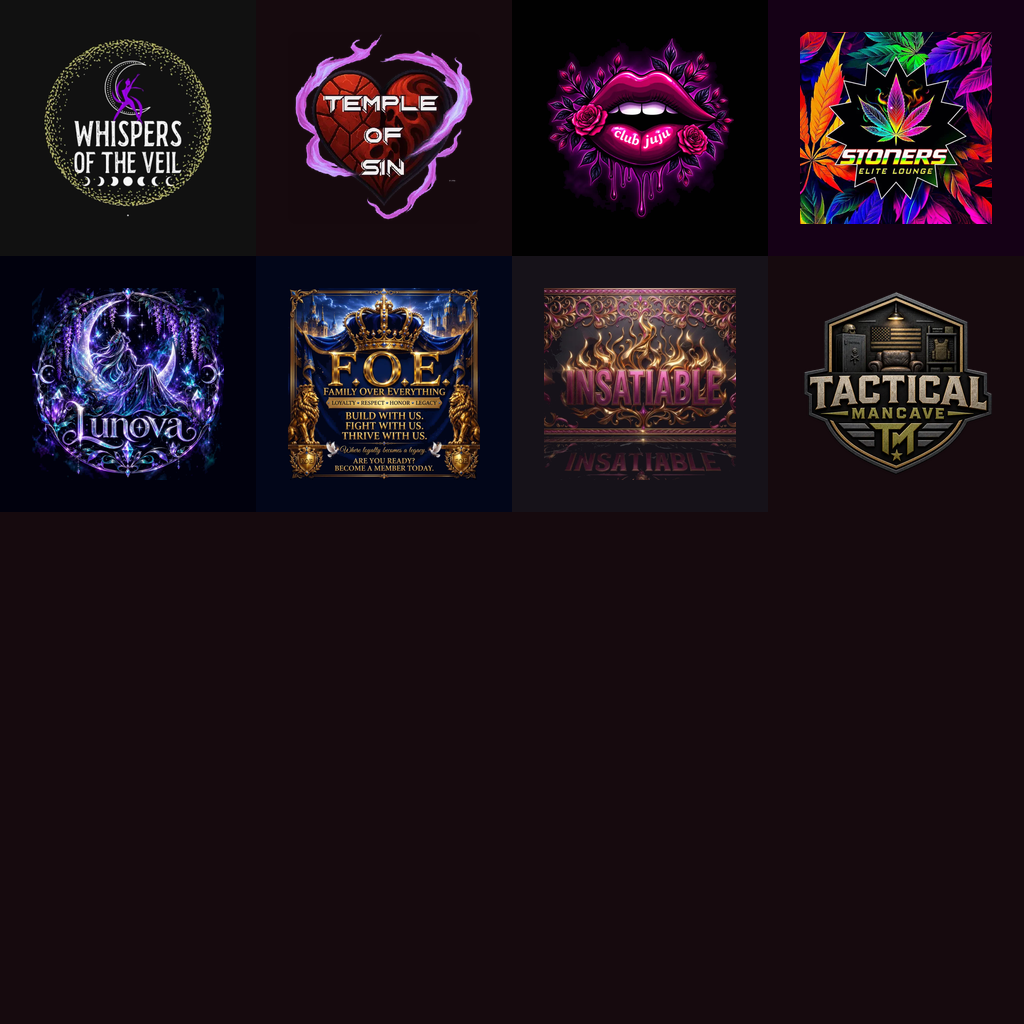 WHISPERS
OF THE VEIL
TEMPLE
OF
SIN
club juju
STONERS
ELITE LOUNGE
Lunova
F.O.E.
FAMILY OVER EVERYTHING
LOYALTY • RESPECT • HONOR • LEGACY
BUILD WITH US.
FIGHT WITH US.
THRIVE WITH US.
Where loyalty becomes a legacy.
ARE YOU READY?
BECOME A MEMBER TODAY.
INSATIABLE
INSATIABLE
TACTICAL
MANCAVE
TM